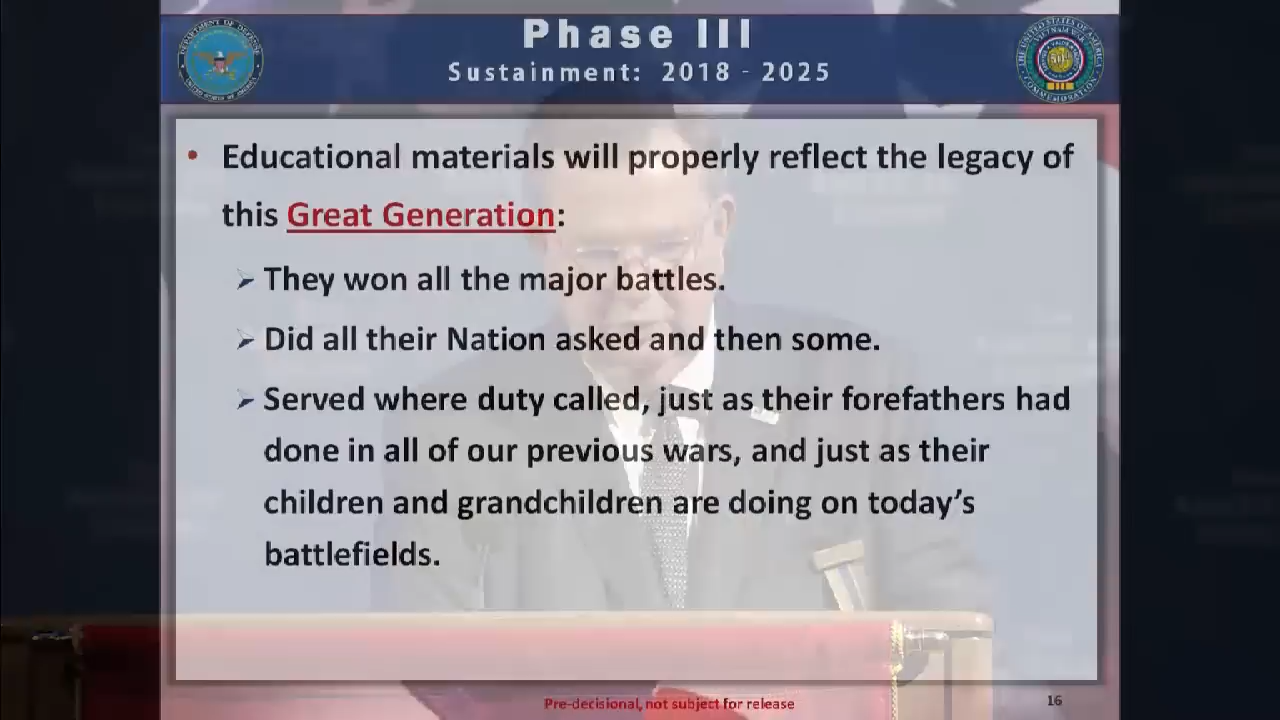 Phase III
Sustainment: 2018 - 2025
• Educational materials will properly reflect the legacy of
this Great Generation:
➢ They won all the major battles.
➢ Did all their Nation asked and then some.
➢ Served where duty called, just as their forefathers had
done in all of our previous wars, and just as their
children and grandchildren are doing on today’s
battlefields.
Pre-decisional, not subject for release
16